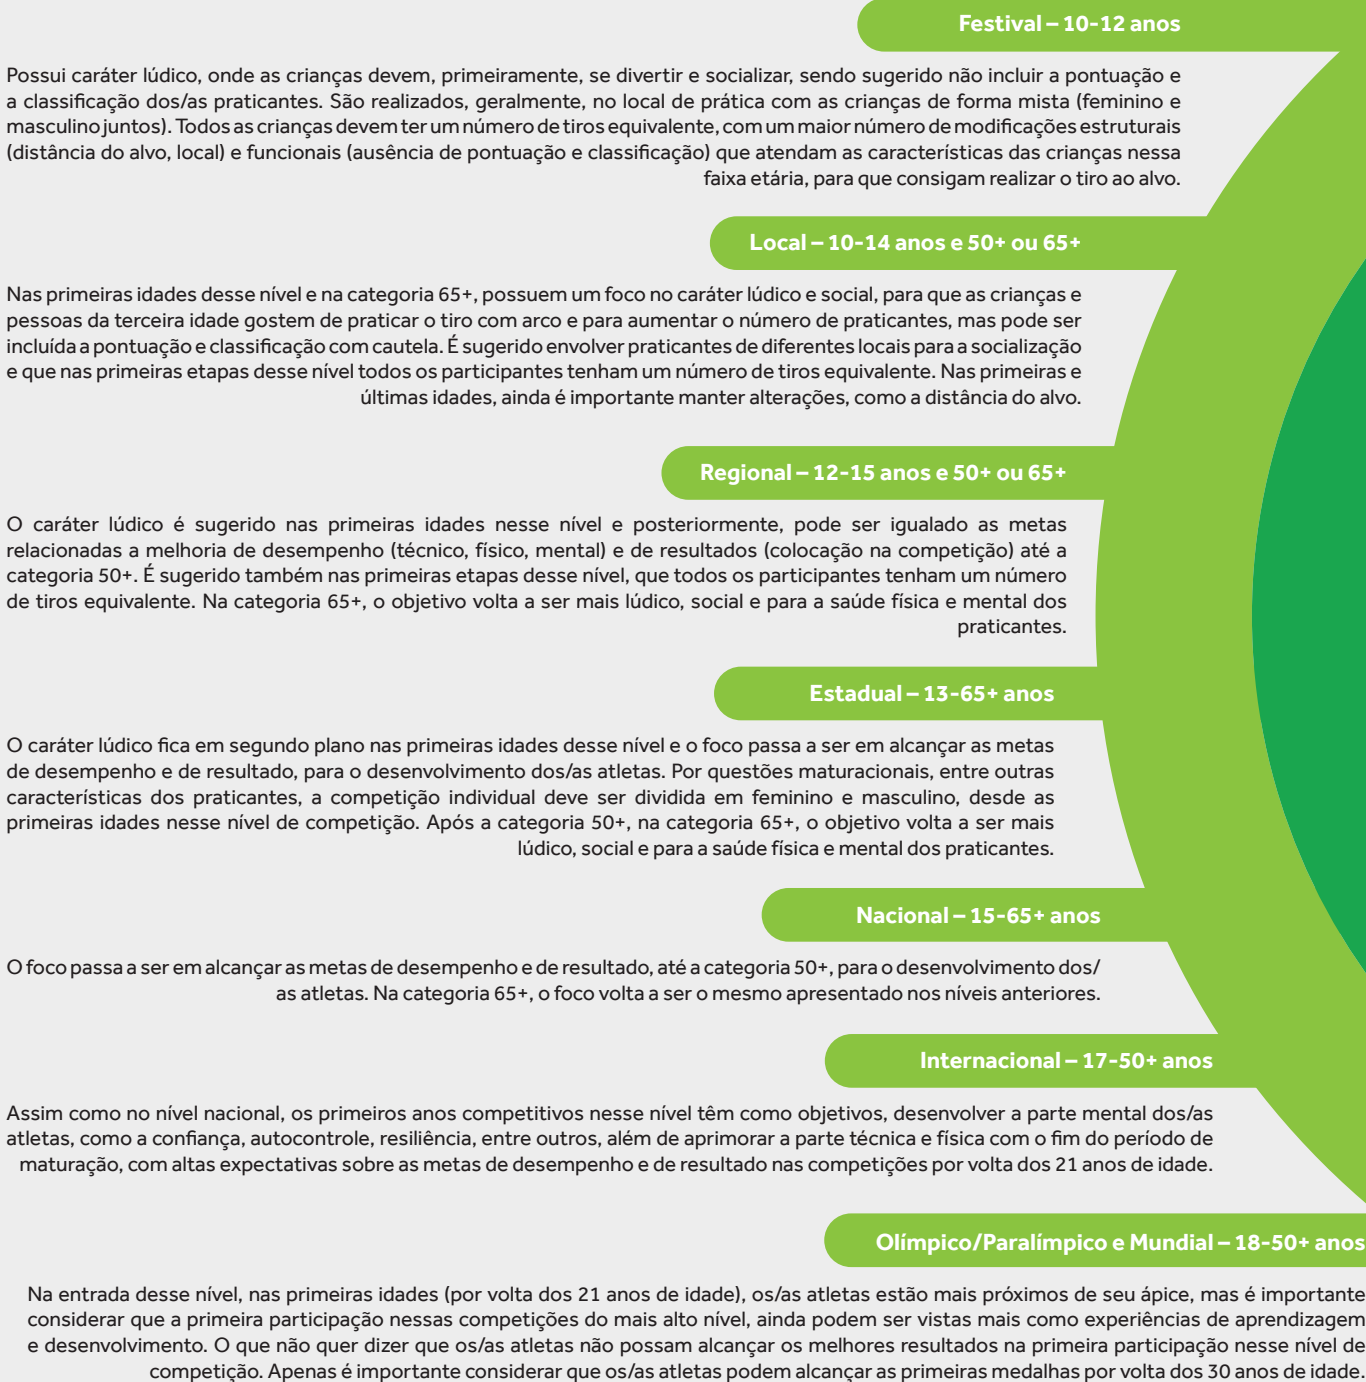 Festival – 10-12 anos
Possui caráter lúdico, onde as crianças devem, primeiramente, se divertir e socializar, sendo sugerido não incluir a pontuação e
a classificação dos/as praticantes. São realizados, geralmente, no local de prática com as crianças de forma mista (feminino e
masculino juntos). Todos as crianças devem ter um número de tiros equivalente, com um maior número de modificações estruturais
(distância do alvo, local) e funcionais (ausência de pontuação e classificação) que atendam as características das crianças nessa
faixa etária, para que consigam realizar o tiro ao alvo.
Local – 10-14 anos e 50+ ou 65+
Nas primeiras idades desse nível e na categoria 65+, possuem um foco no caráter lúdico e social, para que as crianças e
pessoas da terceira idade gostem de praticar o tiro com arco e para aumentar o número de praticantes, mas pode ser
incluída a pontuação e classificação com cautela. É sugerido envolver praticantes de diferentes locais para a socialização
e que nas primeiras etapas desse nível todos os participantes tenham um número de tiros equivalente. Nas primeiras e
últimas idades, ainda é importante manter alterações, como a distância do alvo.
Regional – 12-15 anos e 50+ ou 65+
O caráter lúdico é sugerido nas primeiras idades nesse nível e posteriormente, pode ser igualado as metas
relacionadas a melhoria de desempenho (técnico, físico, mental) e de resultados (colocação na competição) até a
categoria 50+. É sugerido também nas primeiras etapas desse nível, que todos os participantes tenham um número
de tiros equivalente. Na categoria 65+, o objetivo volta a ser mais lúdico, social e para a saúde física e mental dos
praticantes.
Estadual – 13-65+ anos
O caráter lúdico fica em segundo plano nas primeiras idades desse nível e o foco passa a ser em alcançar as metas
de desempenho e de resultado, para o desenvolvimento dos/as atletas. Por questões maturacionais, entre outras
características dos praticantes, a competição individual deve ser dividida em feminino e masculino, desde as
primeiras idades nesse nível de competição. Após a categoria 50+, na categoria 65+, o objetivo volta a ser mais
lúdico, social e para a saúde física e mental dos praticantes.
Nacional – 15-65+ anos
O foco passa a ser em alcançar as metas de desempenho e de resultado, até a categoria 50+, para o desenvolvimento dos/
as atletas. Na categoria 65+, o foco volta a ser o mesmo apresentado nos níveis anteriores.
Internacional – 17-50+ anos
Assim como no nível nacional, os primeiros anos competitivos nesse nível têm como objetivos, desenvolver a parte mental dos/as
atletas, como a confiança, autocontrole, resiliência, entre outros, além de aprimorar a parte técnica e física com o fim do período de
maturação, com altas expectativas sobre as metas de desempenho e de resultado nas competições por volta dos 21 anos de idade.
Olímpico/Paralímpico e Mundial – 18-50+ anos
Na entrada desse nível, nas primeiras idades (por volta dos 21 anos de idade), os/as atletas estão mais próximos de seu ápice, mas é importante
considerar que a primeira participação nessas competições do mais alto nível, ainda podem ser vistas mais como experiências de aprendizagem
e desenvolvimento. O que não quer dizer que os/as atletas não possam alcançar os melhores resultados na primeira participação nesse nível de
competição. Apenas é importante considerar que os/as atletas podem alcançar as primeiras medalhas por volta dos 30 anos de idade.